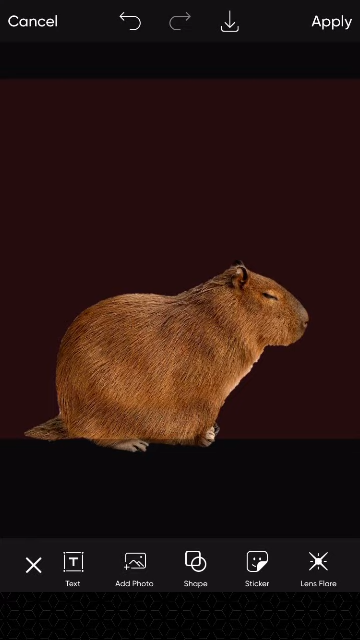 Cancel
Apply
Text
Add Photo
Shape
Sticker
Lens Flare